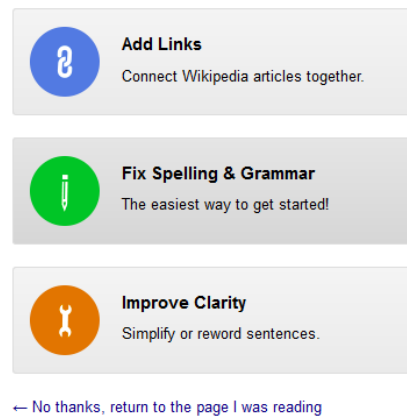 Add Links
Connect Wikipedia articles together.
Fix Spelling & Grammar
The easiest way to get started!
Improve Clarity
Simplify or reword sentences.
← No thanks, return to the page I was reading